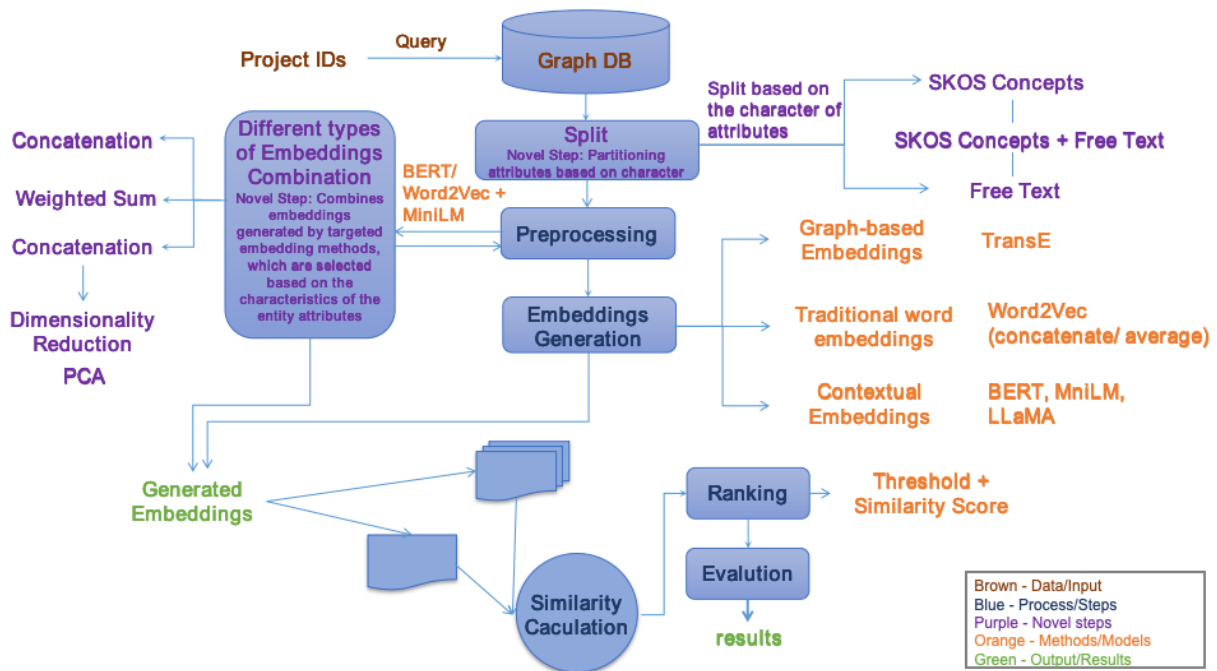 Project IDs
Query
Graph DB
Split based on
the character of
attributes
SKOS Concepts
SKOS Concepts + Free Text
Free Text
Split
Novel Step: Partitioning
attributes based on character
Different types
of Embeddings
Combination
Novel Step: Combines
embeddings
generated by targeted
embedding methods,
which are selected
based on the
characteristics of the
entity attributes
Concatenation
Weighted Sum
Concatenation
Dimensionality
Reduction
PCA
BERT/
Word2Vec +
MiniLM
Preprocessing
Embeddings
Generation
Graph-based
Embeddings
TransE
Traditional word
embeddings
Word2Vec
(concatenate/ average)
Contextual
Embeddings
BERT, MniLM,
LLaMA
Generated
Embeddings
Similarity
Caculation
Ranking
Threshold +
Similarity Score
Evalution
results
Brown - Data/Input
Blue - Process/Steps
Purple - Novel steps
Orange - Methods/Models
Green - Output/Results